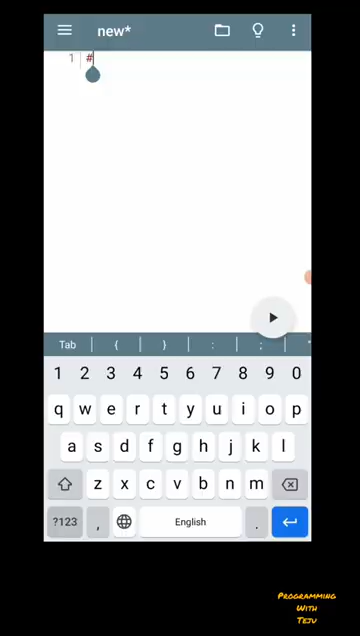 new*
1 #
Tab { } : ; "
1 2 3 4 5 6 7 8 9 0
q w e r t y u i o p
a s d f g h j k l
z x c v b n m
?123 , English .
Programming
With
Teju